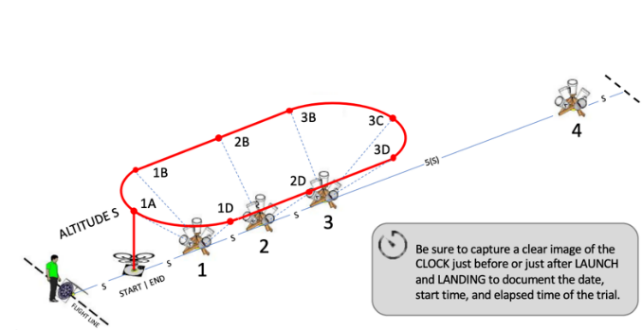 3B
3C
2B
3D
1B
2D
1A
1D
ALTITUDE S
S
S
S
S
S
S(S)
S
1
2
3
4
START | END
FLIGHT LINE
Be sure to capture a clear image of the
CLOCK just before or just after LAUNCH
and LANDING to document the date,
start time, and elapsed time of the trial.